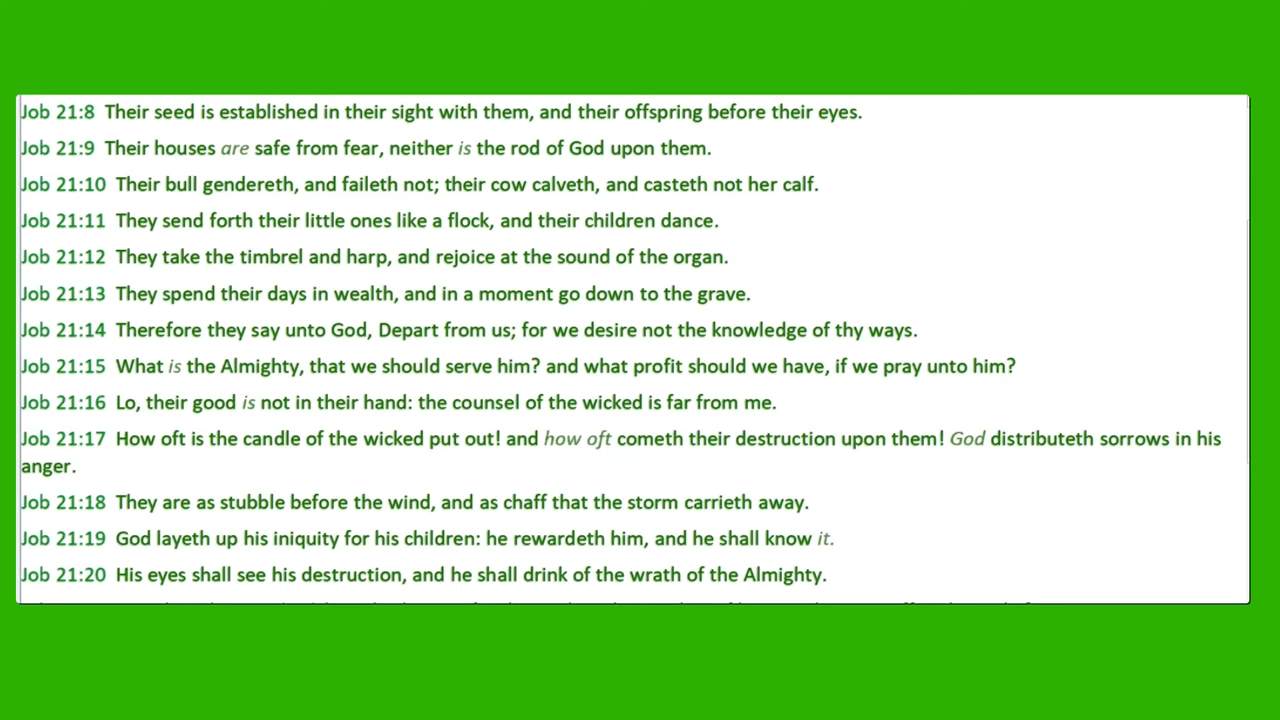 Job 21:8 Their seed is established in their sight with them, and their offspring before their eyes.
Job 21:9 Their houses are safe from fear, neither is the rod of God upon them.
Job 21:10 Their bull gendereth, and faileth not; their cow calveth, and casteth not her calf.
Job 21:11 They send forth their little ones like a flock, and their children dance.
Job 21:12 They take the timbrel and harp, and rejoice at the sound of the organ.
Job 21:13 They spend their days in wealth, and in a moment go down to the grave.
Job 21:14 Therefore they say unto God, Depart from us; for we desire not the knowledge of thy ways.
Job 21:15 What is the Almighty, that we should serve him? and what profit should we have, if we pray unto him?
Job 21:16 Lo, their good is not in their hand: the counsel of the wicked is far from me.
Job 21:17 How oft is the candle of the wicked put out! and how oft cometh their destruction upon them! God distributeth sorrows in his
anger.
Job 21:18 They are as stubble before the wind, and as chaff that the storm carrieth away.
Job 21:19 God layeth up his iniquity for his children: he rewardeth him, and he shall know it.
Job 21:20 His eyes shall see his destruction, and he shall drink of the wrath of the Almighty.